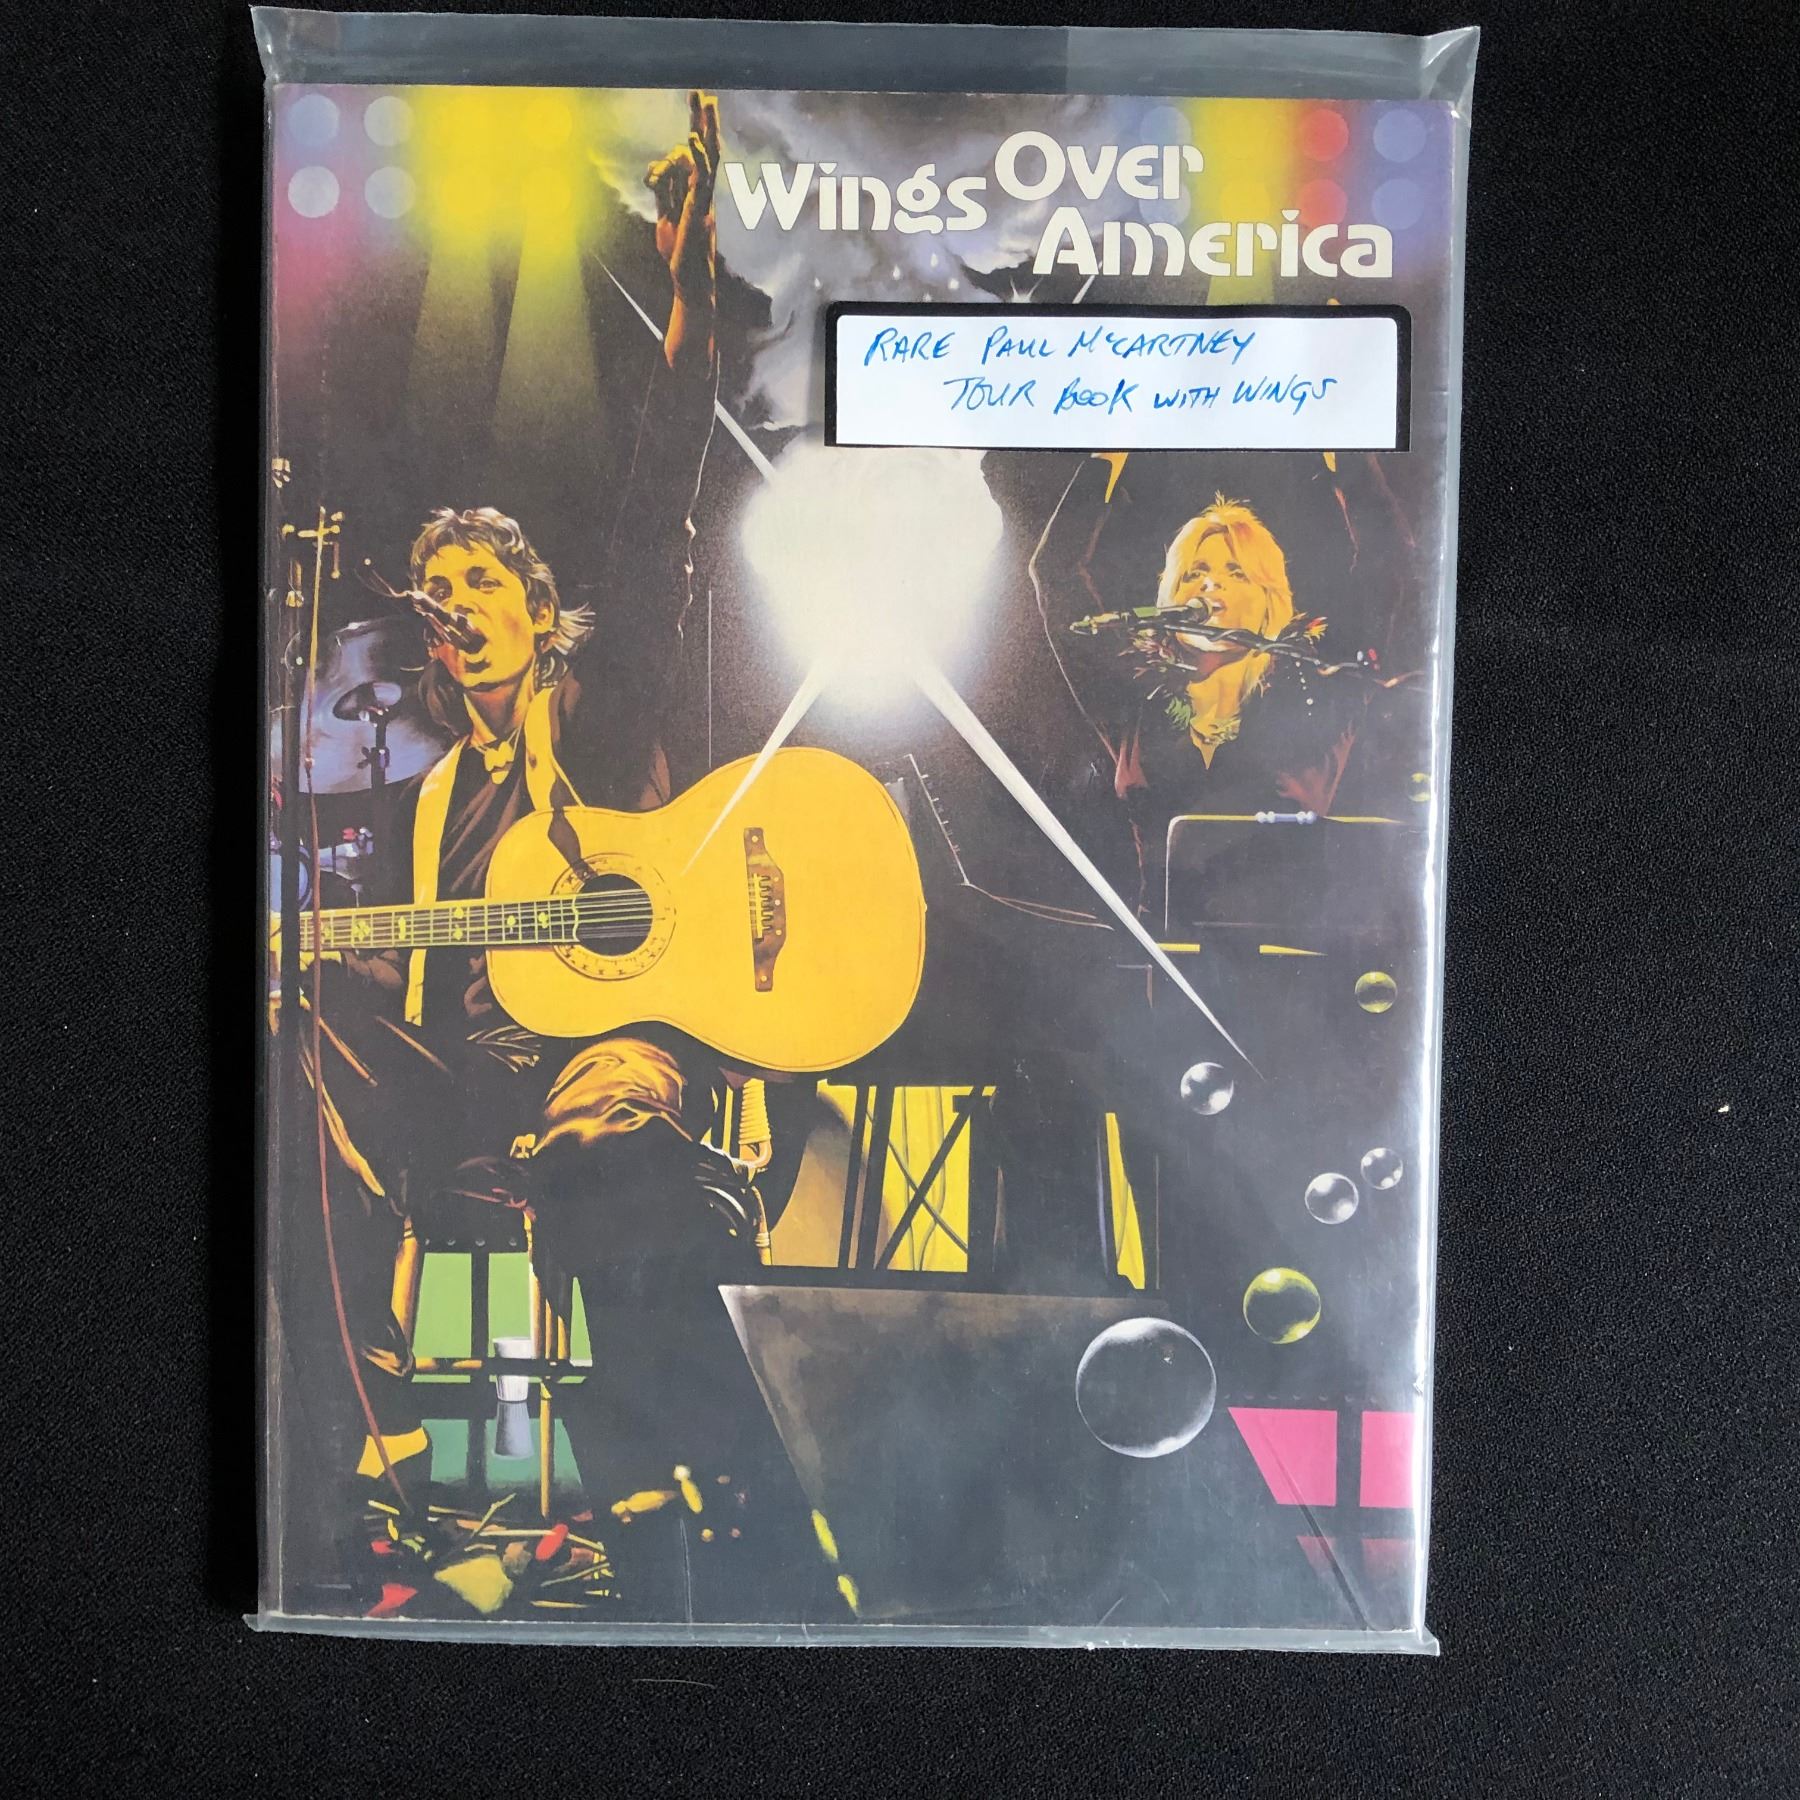 Wings Over
America
RARE PAUL McCARTNEY
TOUR BOOK WITH WINGS